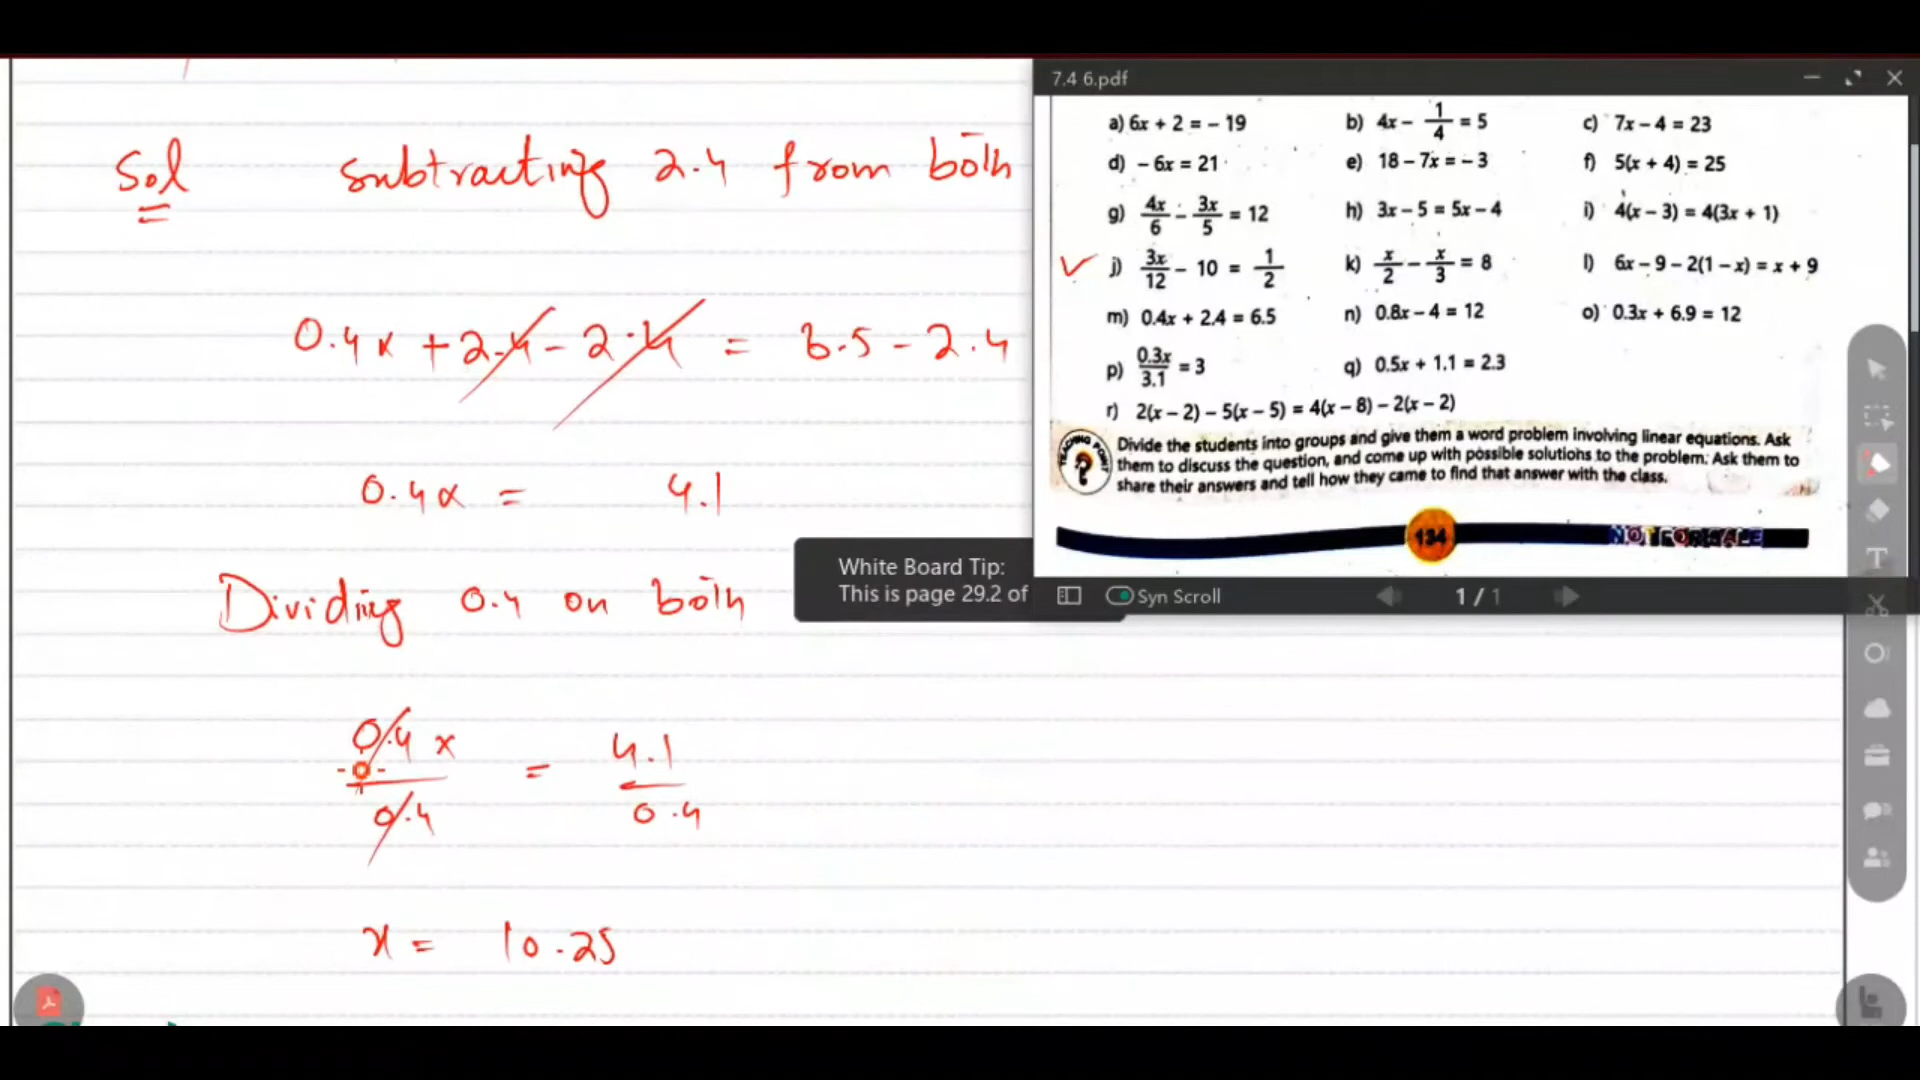 Sol subtracting 2.4 from both
0.4x + 2.4 - 2.4 = 6.5 - 2.4
0.4x = 4.1
Dividing 0.4 on both
0.4 x / 0.4 = 4.1 / 0.4
x = 10.25
7.4 6.pdf
a) 6x + 2 = – 19 b) 4x – 1/4 = 5 c) 7x – 4 = 23
d) – 6x = 21 e) 18 – 7x = – 3 f) 5(x + 4) = 25
g) 4x/6 – 3x/5 = 12 h) 3x – 5 = 5x – 4 i) 4(x – 3) = 4(3x + 1)
j) 3x/12 – 10 = 1/2 k) x/2 – x/3 = 8 l) 6x – 9 – 2(1 – x) = x + 9
m) 0.4x + 2.4 = 6.5 n) 0.8x – 4 = 12 o) 0.3x + 6.9 = 12
p) 0.3x/3.1 = 3 q) 0.5x + 1.1 = 2.3
r) 2(x – 2) – 5(x – 5) = 4(x – 8) – 2(x – 2)
TEACHING POINT
?
Divide the students into groups and give them a word problem involving linear equations. Ask
them to discuss the question, and come up with possible solutions to the problem. Ask them to
share their answers and tell how they came to find that answer with the class.
134
NOT FOR SALE
Syn Scroll
1 / 1
White Board Tip:
This is page 29.2 of
T